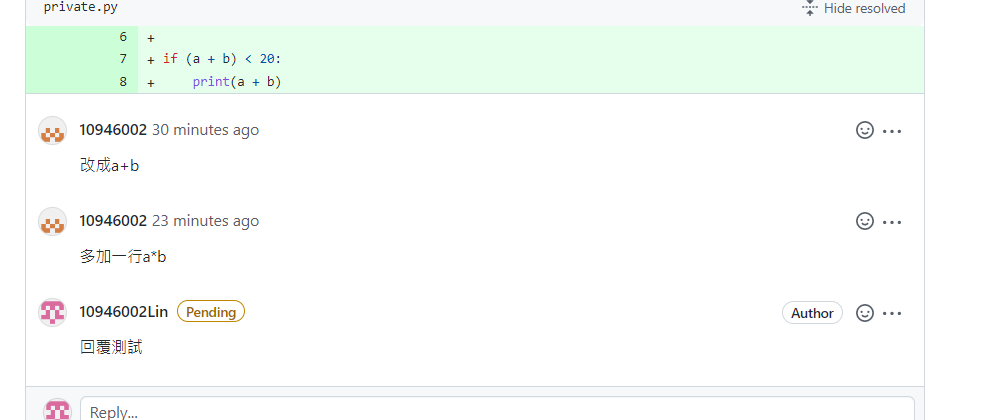 private.py
Hide resolved
6 +
7 + if (a + b) < 20:
8 + print(a + b)
10946002 30 minutes ago
改成a+b
10946002 23 minutes ago
多加一行a*b
10946002Lin Pending Author
回覆測試
Reply...